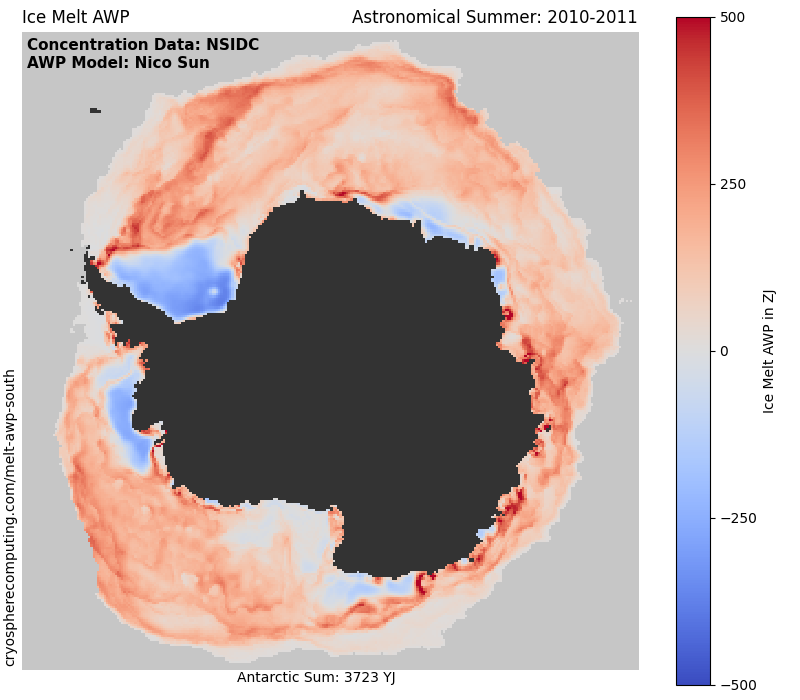 Ice Melt AWP
Astronomical Summer: 2010-2011
Concentration Data: NSIDC
AWP Model: Nico Sun
500
250
0
−250
−500
Ice Melt AWP in ZJ
cryospherecomputing.com/melt-awp-south
Antarctic Sum: 3723 YJ